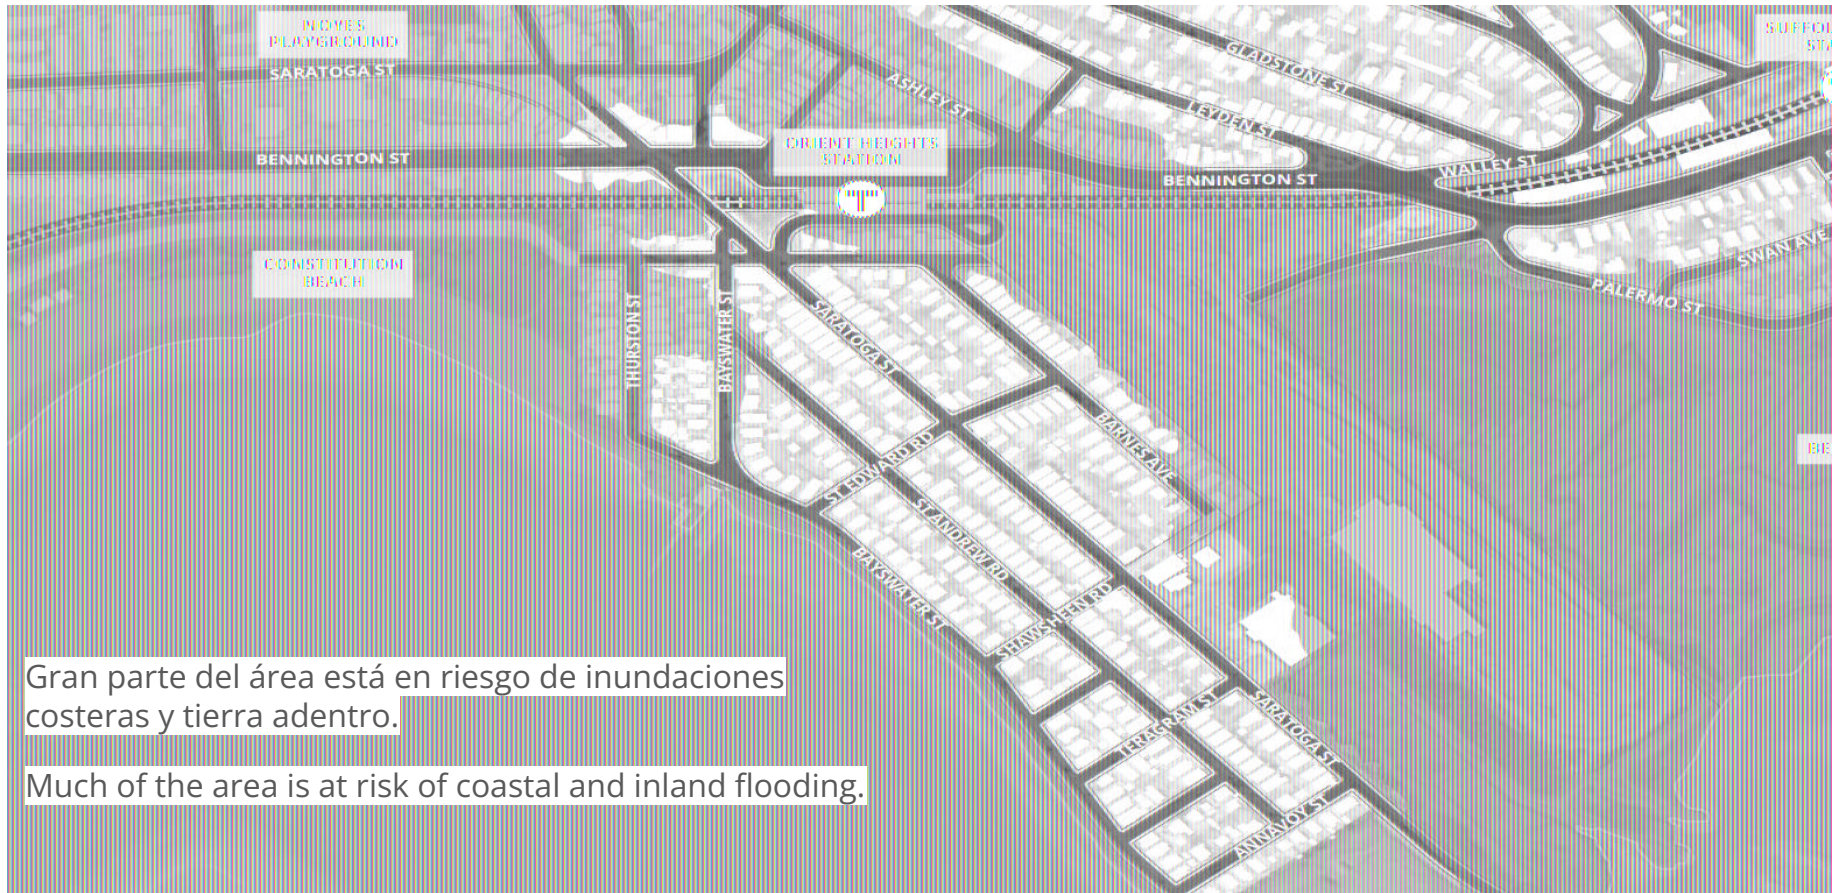 NOYES
PLAYGROUND
SARATOGA ST
ASHLEY ST
GLADSTONE ST
LEYDEN ST
ORIENT HEIGHTS
STATION
BENNINGTON ST
T
BENNINGTON ST
WALLEY ST
SWAN AVE
PALERMO ST
CONSTITUTION
BEACH
THURSTON ST
BAYSWATER ST
SARATOGA ST
BARNES AVE
ST EDWARD RD
ST ANDREW RD
BAYSWATER ST
SHAWSHEEN RD
TERAGRAM ST
SARATOGA ST
ANNAVOY ST
Gran parte del área está en riesgo de inundaciones
costeras y tierra adentro.
Much of the area is at risk of coastal and inland flooding.